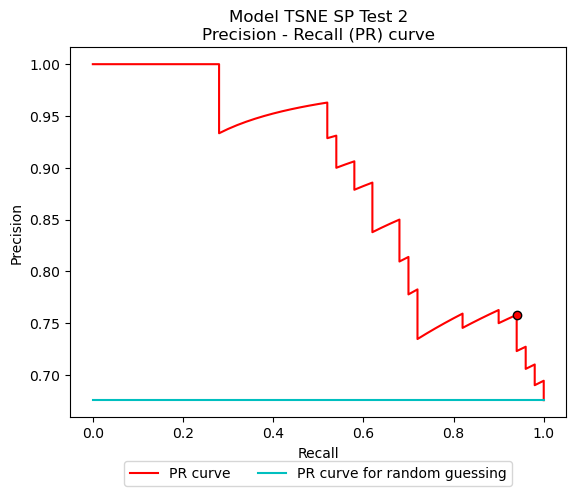 Model TSNE SP Test 2
Precision - Recall (PR) curve
1.00
0.95
0.90
0.85
0.80
0.75
0.70
Precision
0.0 0.2 0.4 0.6 0.8 1.0
Recall
PR curve PR curve for random guessing